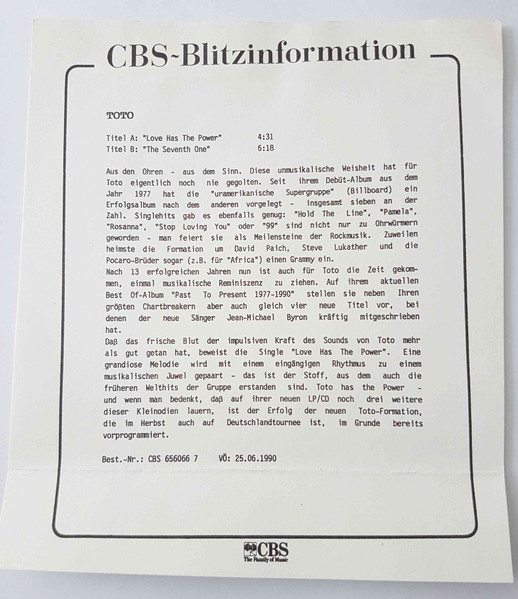 CBS-Blitzinformation
TOTO
Titel A: "Love Has The Power" 4:31
Titel B: "The Seventh One" 6:18
Aus den Ohren - aus dem Sinn. Diese unmusikalische Weisheit hat für
Toto eigentlich noch nie gegolten. Seit ihrem Debüt-Album aus dem
Jahr 1977 hat die "uramerikanische Supergruppe" (Billboard) ein
Erfolgsalbum nach dem anderen vorgelegt - insgesamt sieben an der
Zahl. Singlehits gab es ebenfalls genug: "Hold The Line", "Pamela",
"Rosanna", "Stop Loving You" oder "99" sind nicht nur zu Ohrwürmern
geworden - man feiert sie als Meilensteine der Rockmusik. Zuweilen
heimste die Formation um David Paich, Steve Lukather und die
Pocaro-Brüder sogar (z.B. für "Africa") einen Grammy ein.
Nach 13 erfolgreichen Jahren nun ist auch für Toto die Zeit gekom-
men, einmal musikalische Reminiszenz zu ziehen. Auf ihrem aktuellen
Best Of-Album "Past To Present 1977-1990" stellen sie neben Ihren
größten Chartbreakern aber auch gleich vier neue Titel vor, bei
denen der neue Sänger Jean-Michael Byron kräftig mitgeschrieben
hat.
Daß das frische Blut der impulsiven Kraft des Sounds von Toto mehr
als gut getan hat, beweist die Single "Love Has The Power". Eine
grandiose Melodie wird mit einem eingängigen Rhythmus zu einem
musikalischen Juwel gepaart - das ist der Stoff, aus dem auch die
früheren Welthits der Gruppe erstanden sind. Toto has the Power -
und wenn man bedenkt, daß auf ihrer neuen LP/CD noch drei weitere
dieser Kleinodien lauern, ist der Erfolg der neuen Toto-Formation,
die im Herbst auch auf Deutschlandtournee ist, im Grunde bereits
vorprogrammiert.
Best.-Nr.: CBS 656066 7 VÖ: 25.06.1990
CBS
The Family of Music